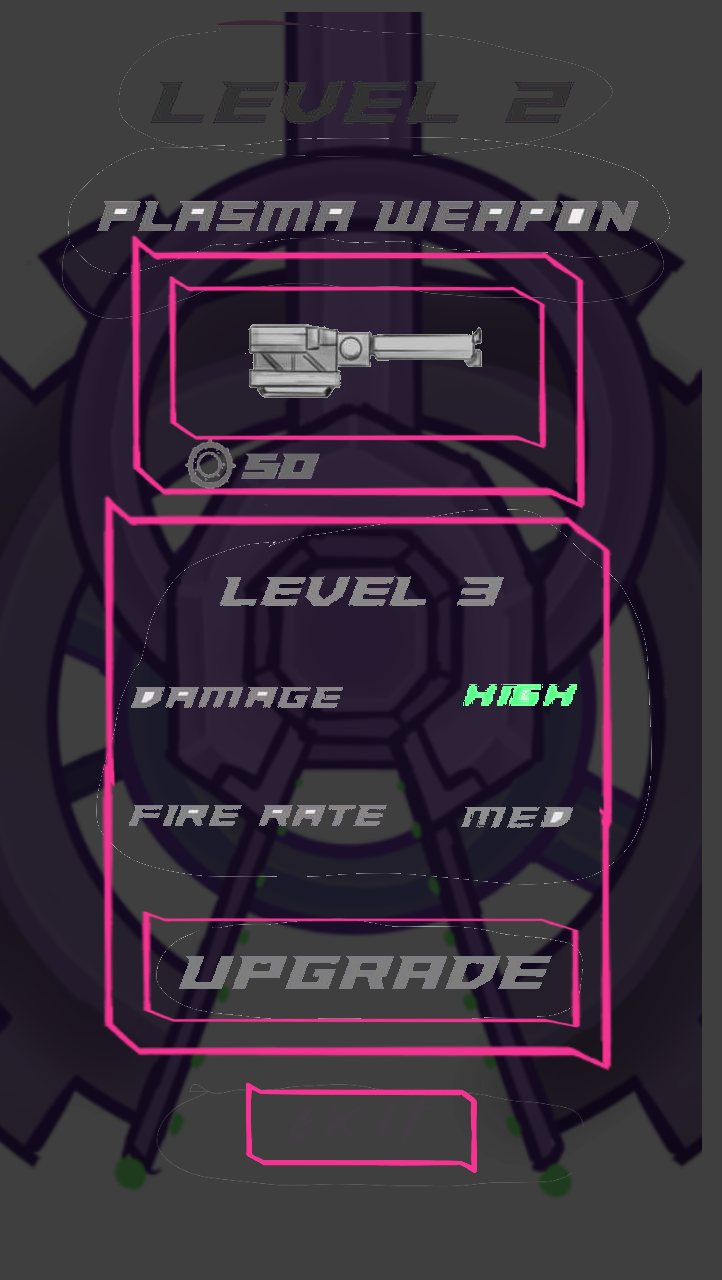 LEVEL 2
PLASMA WEAPON
50
LEVEL 3
DAMAGE HIGH
FIRE RATE MED
UPGRADE